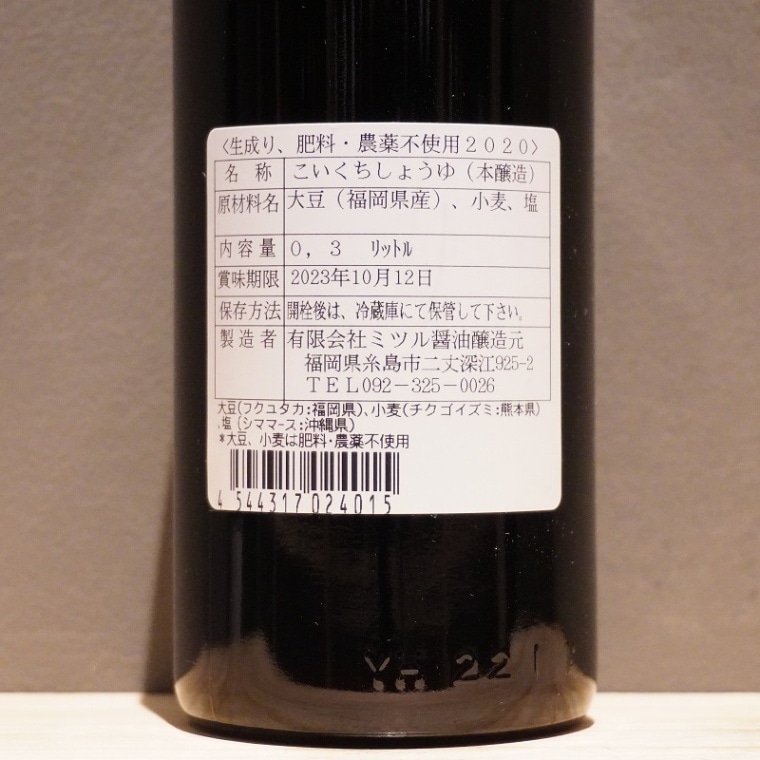 〈生成り、肥料・農薬不使用2020〉
名 称 こいくちしょうゆ（本醸造）
原材料名 大豆（福岡県産）、小麦、塩
内容量 0,3 リットル
賞味期限 2023年10月12日
保存方法 開栓後は、冷蔵庫にて保管して下さい。
製造者 有限会社ミツル醤油醸造元
福岡県糸島市二丈深江925-2
TEL092-325-0026
大豆(フクユタカ:福岡県)、小麦(チクゴイズミ:熊本県)
、塩（シママース:沖縄県）
*大豆、小麦は肥料・農薬不使用
4 544317 024015